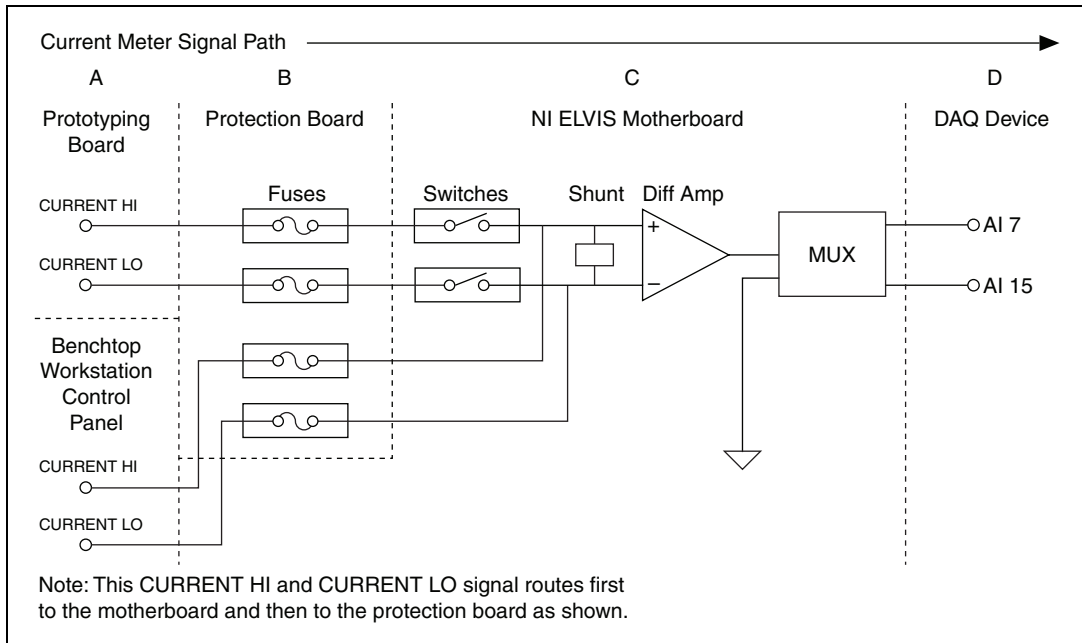 Current Meter Signal Path
A
B
C
D
Prototyping
Board
Protection Board
NI ELVIS Motherboard
DAQ Device
Fuses
Switches
Shunt
Diff Amp
CURRENT HI
CURRENT LO
+
–
MUX
AI 7
AI 15
Benchtop
Workstation
Control
Panel
CURRENT HI
CURRENT LO
Note: This CURRENT HI and CURRENT LO signal routes first
to the motherboard and then to the protection board as shown.